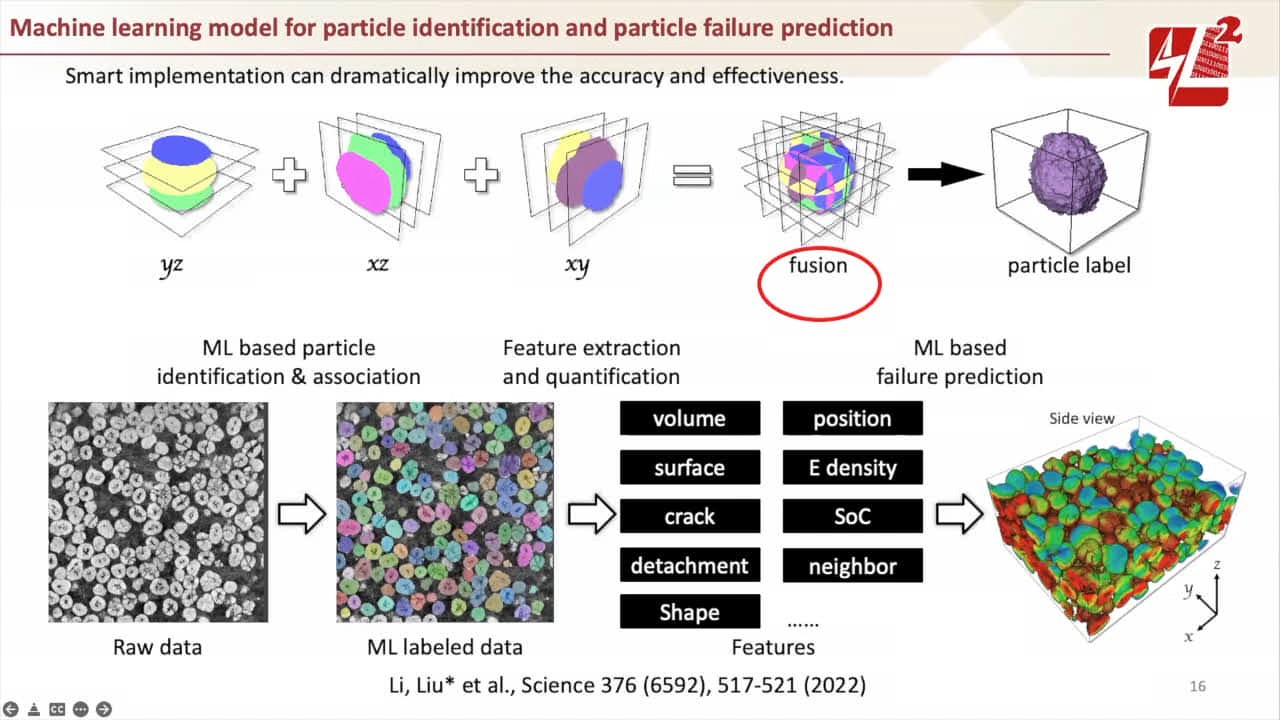 Machine learning model for particle identification and particle failure prediction
Smart implementation can dramatically improve the accuracy and effectiveness.
yz
xz
xy
fusion
particle label
ML based particle
identification & association
Feature extraction
and quantification
ML based
failure prediction
volume
position
surface
E density
crack
SoC
detachment
neighbor
Shape
......
Side view
z
y
x
Raw data
ML labeled data
Features
Li, Liu* et al., Science 376 (6592), 517-521 (2022)
16
CC